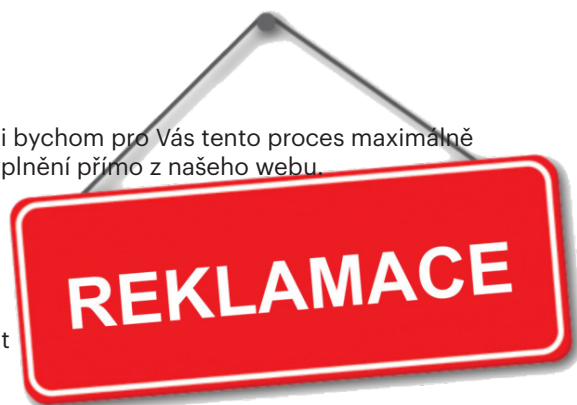 i bychom pro Vás tento proces maximálně
plnění přímo z našeho webu.
REKLAMACE
t